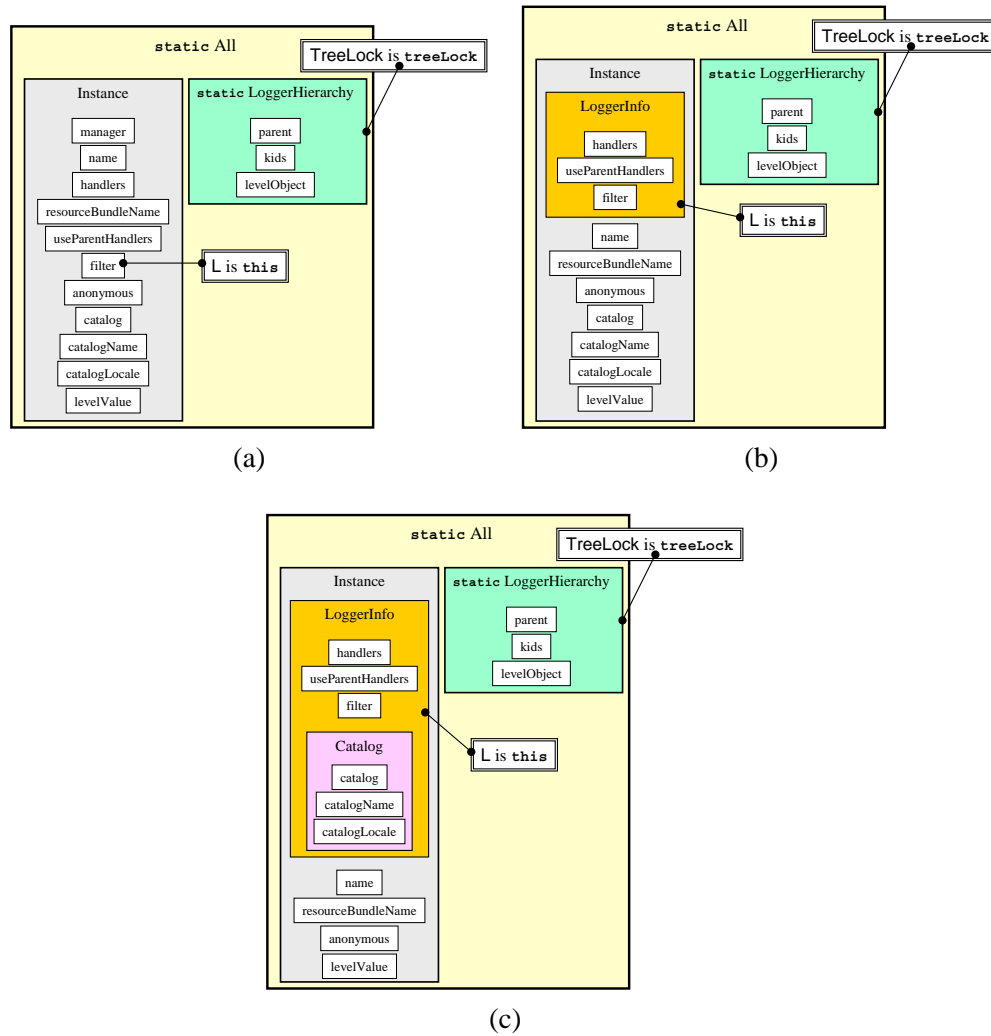 static All
TreeLock is treeLock
Instance
static LoggerHierarchy
manager
name
handlers
resourceBundleName
useParentHandlers
filter
anonymous
catalog
catalogName
catalogLocale
levelValue
parent
kids
levelObject
L is this
(a)
static All
TreeLock is treeLock
Instance
static LoggerHierarchy
LoggerInfo
handlers
useParentHandlers
filter
name
resourceBundleName
anonymous
catalog
catalogName
catalogLocale
levelValue
parent
kids
levelObject
L is this
(b)
static All
TreeLock is treeLock
Instance
static LoggerHierarchy
LoggerInfo
handlers
useParentHandlers
filter
Catalog
catalog
catalogName
catalogLocale
name
resourceBundleName
anonymous
levelValue
parent
kids
levelObject
L is this
(c)